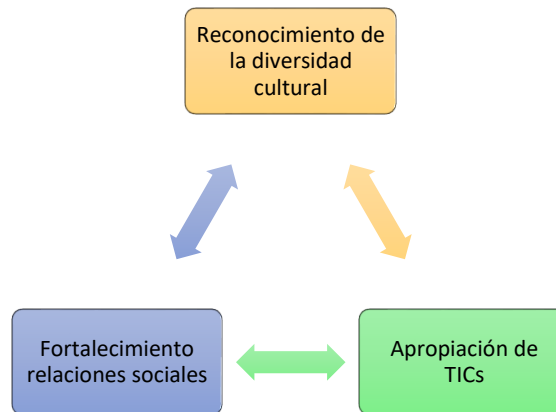 Reconocimiento de
la diversidad
cultural
Fortalecimiento
relaciones sociales
Apropiación de
TICs